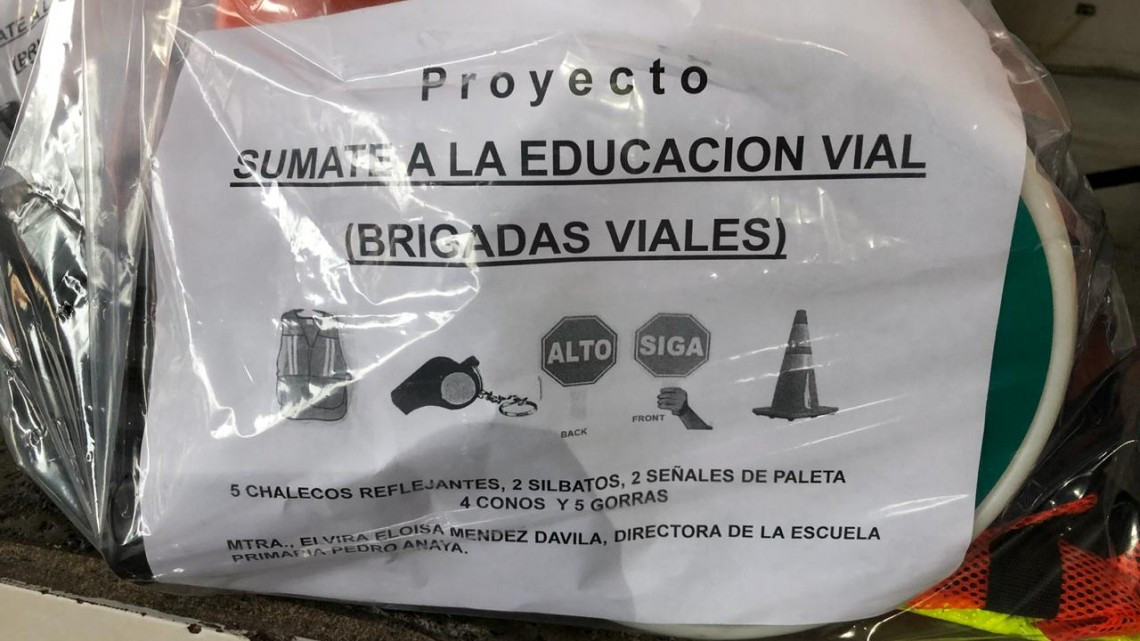 Proyecto
SUMATE A LA EDUCACION VIAL
(BRIGADAS VIALES)
ALTO
SIGA
BACK
FRONT
5 CHALECOS REFLEJANTES, 2 SILBATOS, 2 SEÑALES DE PALETA
4 CONOS Y 5 GORRAS
MTRA., ELVIRA ELOISA MENDEZ DAVILA, DIRECTORA DE LA ESCUELA
PRIMARIA PEDRO ANAYA.